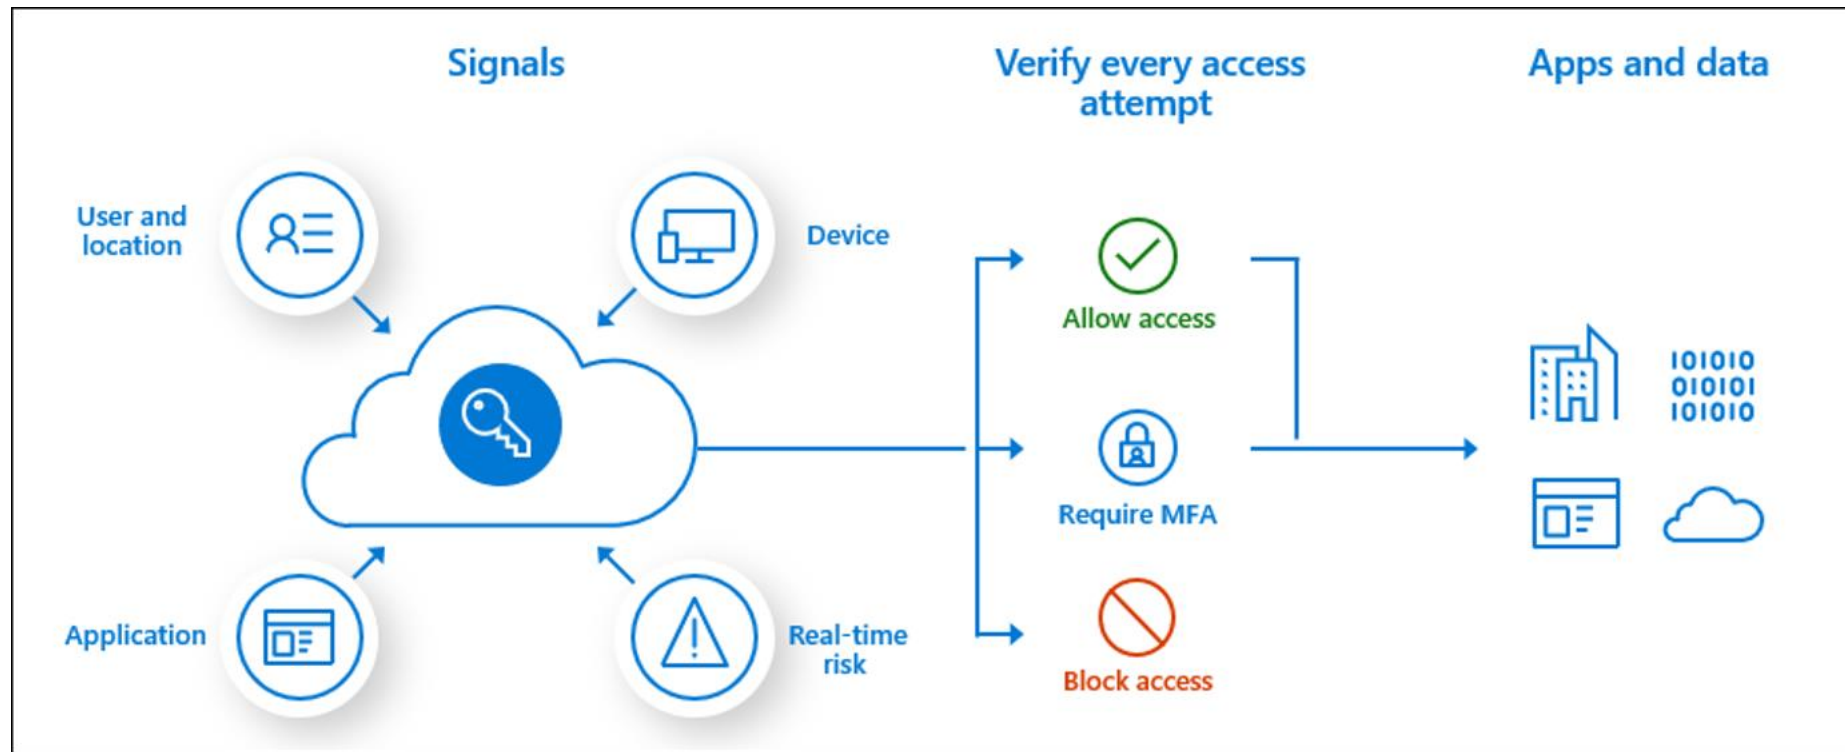 Signals
Verify every access
attempt
Apps and data
User and
location
Device
Allow access
101010
010101
101010
Require MFA
Application
Real-time
risk
Block access